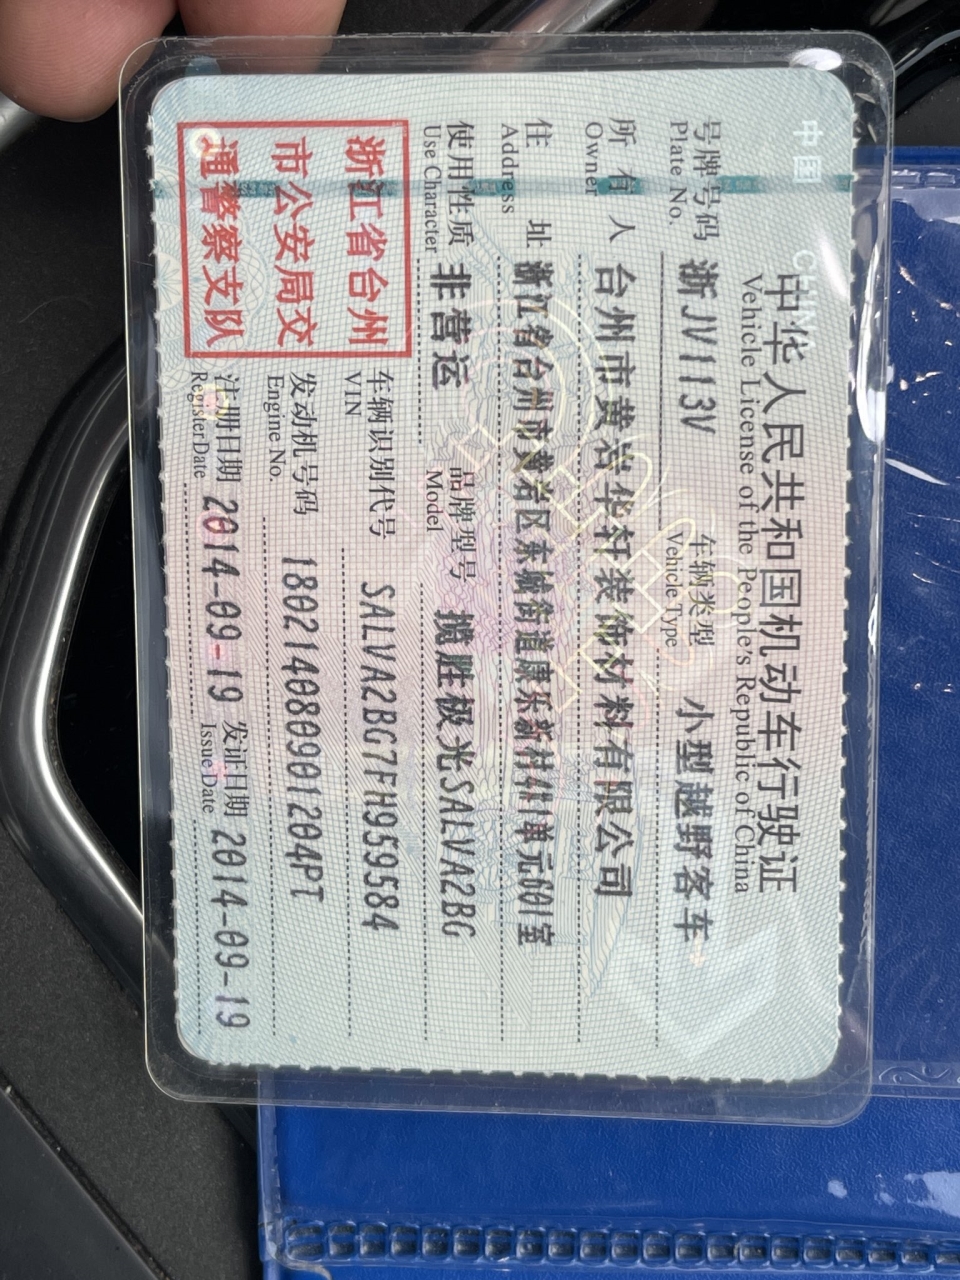 中国 CHINA
中华人民共和国机动车行驶证
Vehicle License of the People's Republic of China
号牌号码 浙JV113V 车辆类型 小型越野客车
Plate No. Vehicle Type
所有人 台州市黄岩华轩装饰材料有限公司
Owner
住址 浙江省台州市黄岩区东城街道康乐新村4幢1单元601室
Address
使用性质 非营运 品牌型号 揽胜极光SALVA2BG
Use Character Model
浙江省台州
市公安局交
通警察支队
车辆识别代号 SALVA2BG7FH959584
VIN
发动机号码 180214080901204PT
Engine No.
注册日期 2014-09-19 发证日期 2014-09-19
Register Date Issue Date